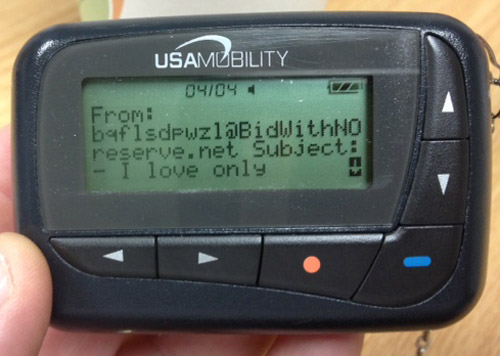 USAMOBILITY
04/04
From:
bqflsdpwzl@BidWithNO
reserve.net Subject:
- I love only